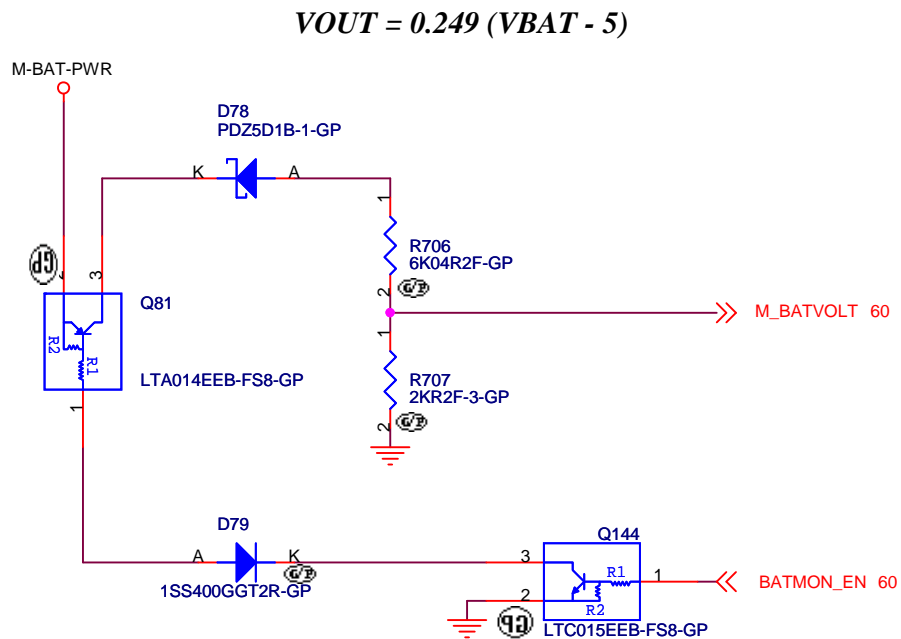 VOUT = 0.249 (VBAT - 5)
M-BAT-PWR
D78
PDZ5D1B-1-GP
K
A
1
R706
6K04R2F-GP
2
G/P
GP
3
Q81
R2
R1
LTA014EEB-FS8-GP
1
M_BATVOLT 60
1
R707
2KR2F-3-GP
2
G/P
D79
A
K
G/P
1SS400GGT2R-GP
Q144
3
R1
1
BATMON_EN 60
2
R2
GP
LTC015EEB-FS8-GP